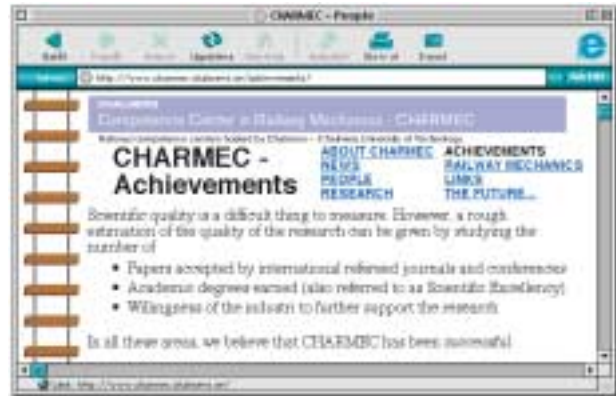 CHARMEC - People
CHALMERS
Competence Center in Railway Mechanics - CHARMEC
CHARMEC -
Achievements
ABOUT CHARMEC ACHIEVEMENTS
NEWS RAILWAY MECHANICS
PEOPLE LINKS
RESEARCH THE FUTURE...
Scientific quality is a difficult thing to measure. However, a rough
estimation of the quality of the research can be given by studying the
number of
• Papers accepted by international refereed journals and conferences
• Academic degrees earned (also referred to as Scientific Excellency)
• Willingness of the industry to further support the research
In all these areas, we believe that CHARMEC has been successful